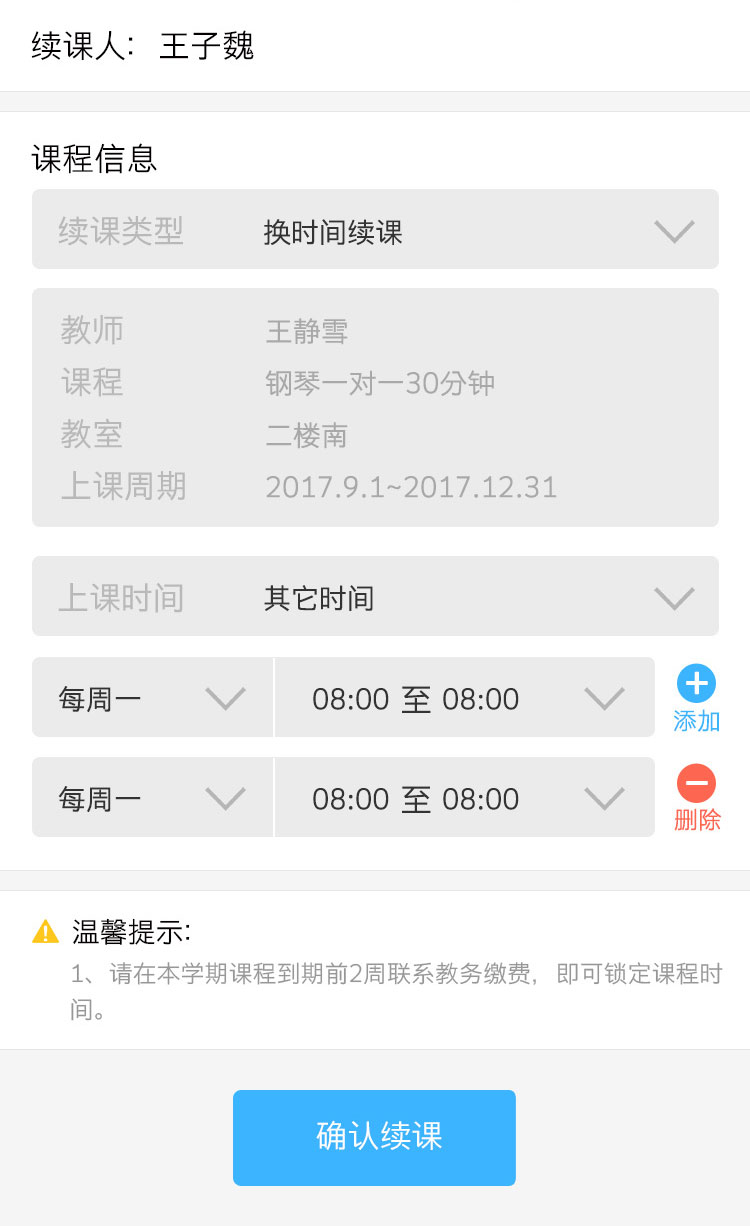 续课人: 王子魏
课程信息
续课类型 换时间续课
教师 王静雪
课程 钢琴一对一30分钟
教室 二楼南
上课周期 2017.9.1~2017.12.31
上课时间 其它时间
每周一 08:00 至 08:00 添加
每周一 08:00 至 08:00 删除
温馨提示:
1、请在本学期课程到期前2周联系教务缴费，即可锁定课程时
间。
确认续课